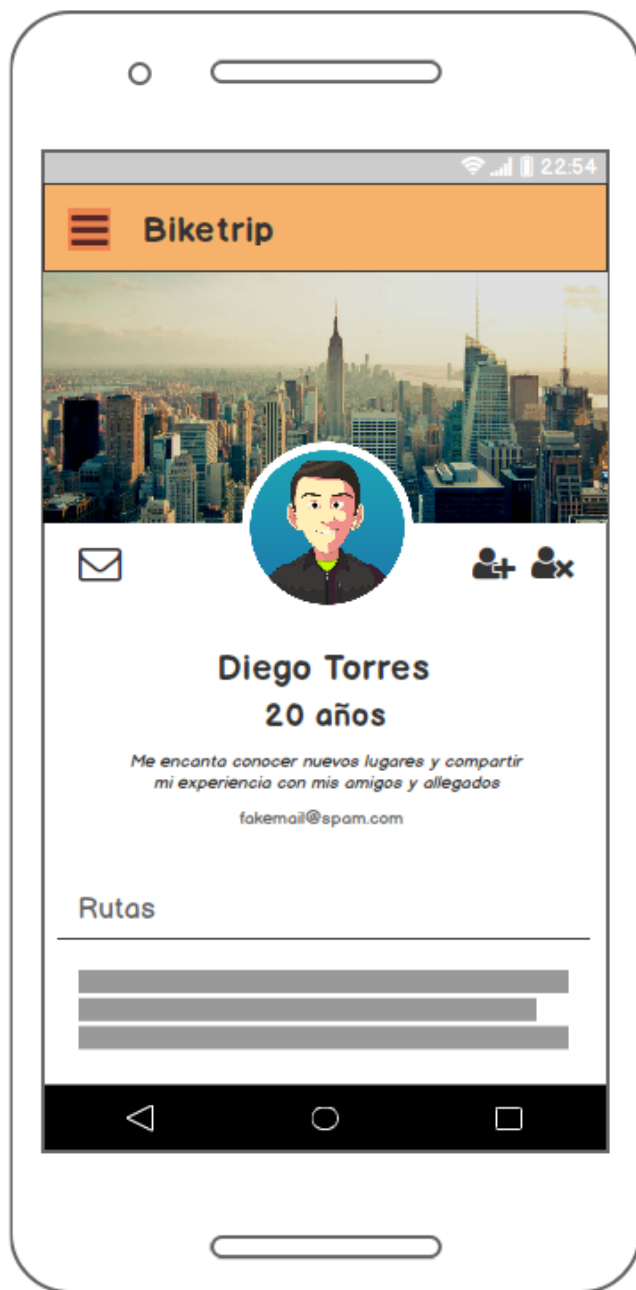 22:54
Biketrip
Diego Torres
20 años
Me encanta conocer nuevos lugares y compartir
mi experiencia con mis amigos y allegados
fakemail@spam.com
Rutas